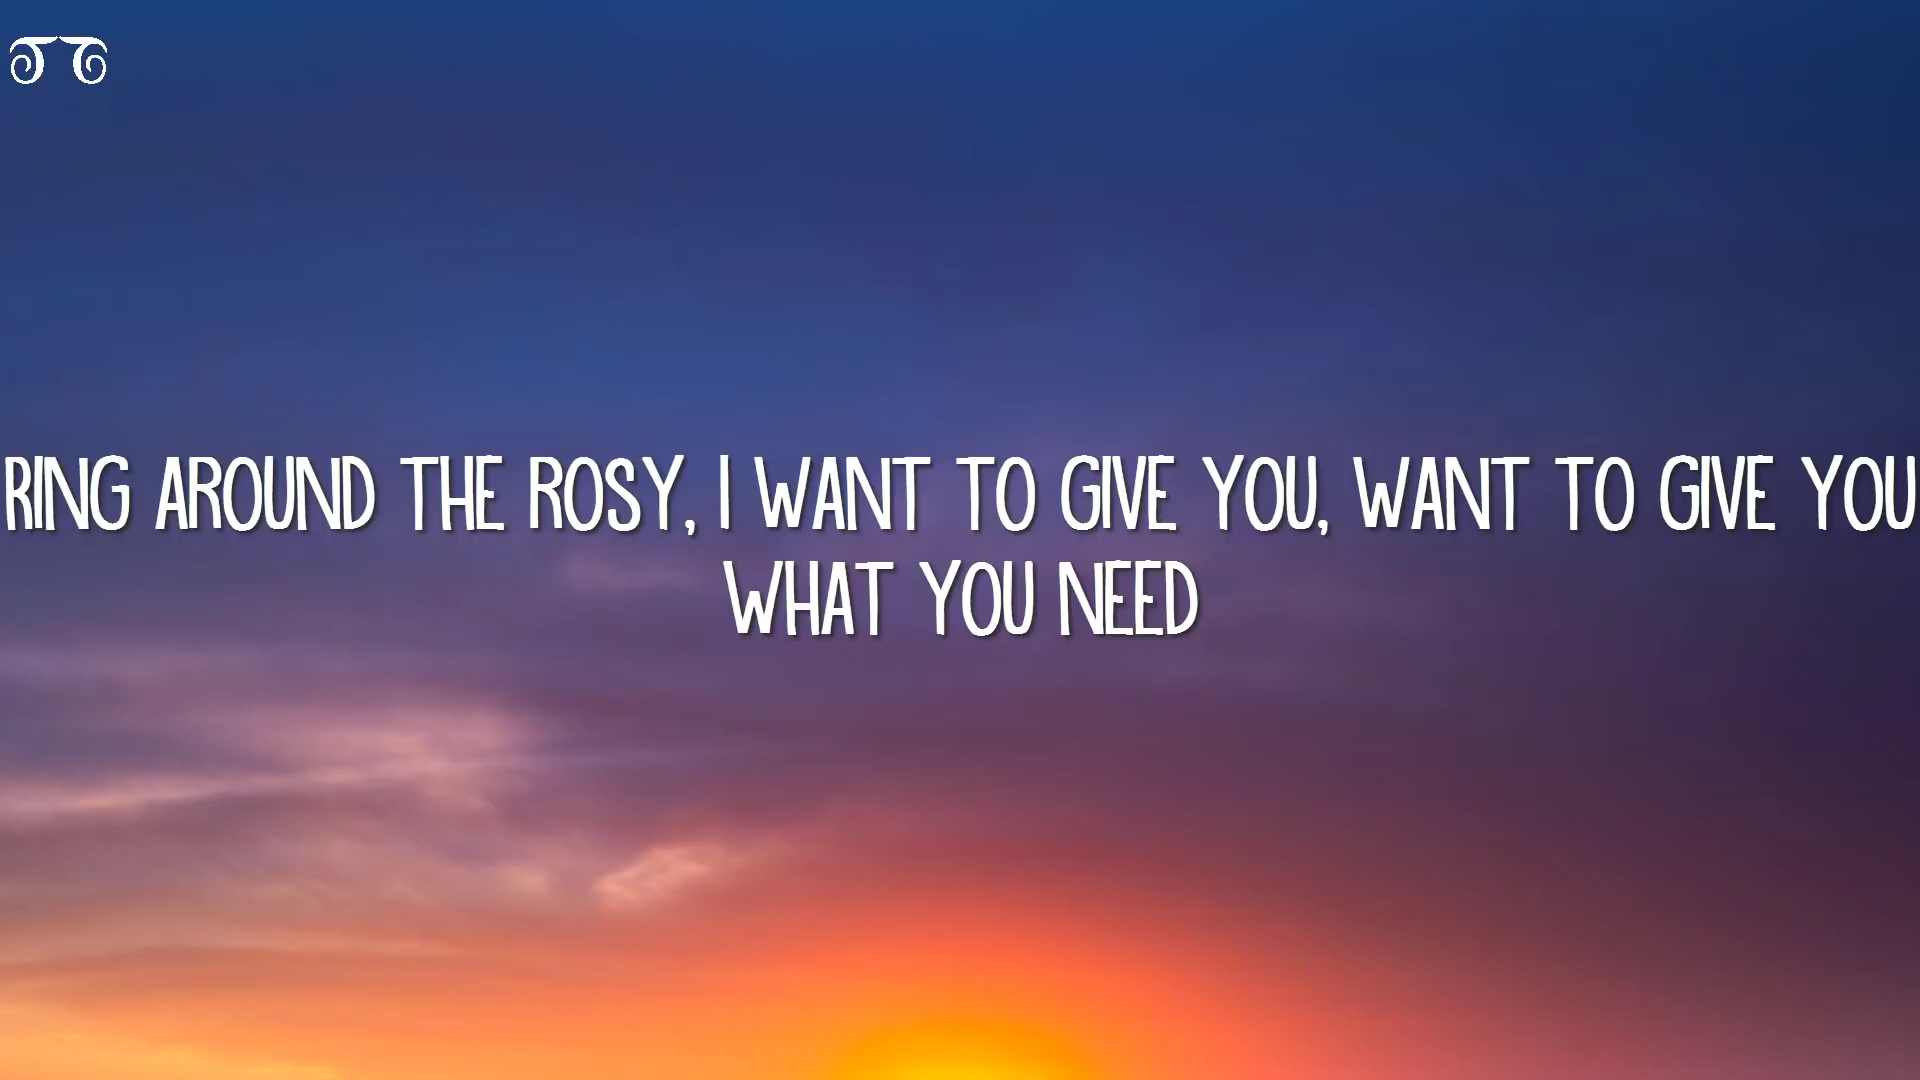 RING AROUND THE ROSY, I WANT TO GIVE YOU, WANT TO GIVE YOU
WHAT YOU NEED